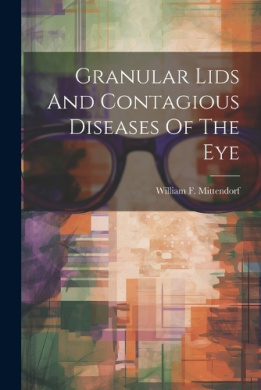 Granular Lids
And Contagious
Diseases Of The
Eye
William F. Mittendorf